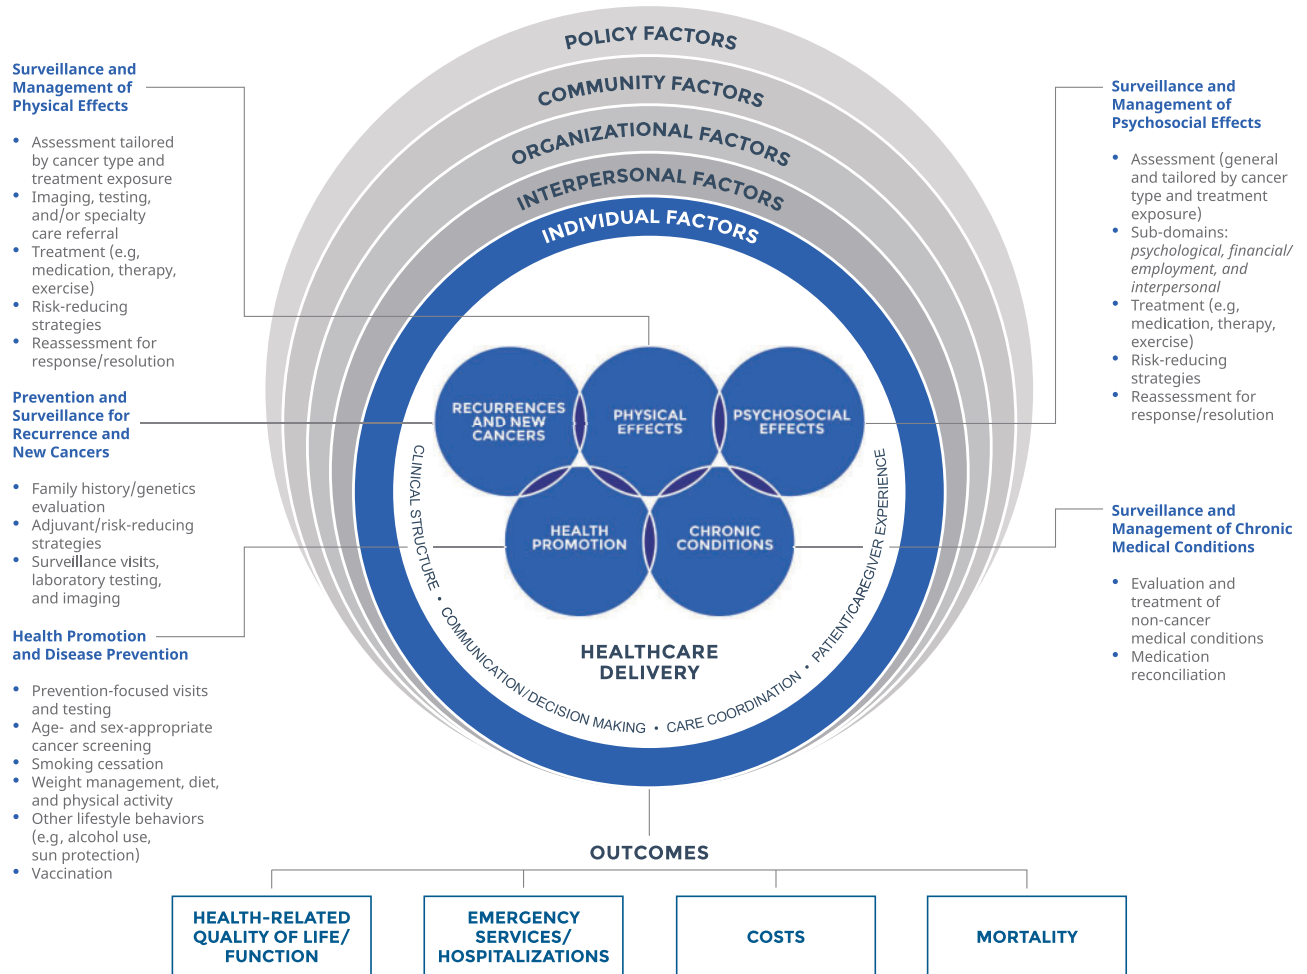 POLICY FACTORS
COMMUNITY FACTORS
ORGANIZATIONAL FACTORS
INTERPERSONAL FACTORS
INDIVIDUAL FACTORS
Surveillance and
Management of
Physical Effects
• Assessment tailored
by cancer type and
treatment exposure
• Imaging, testing,
and/or specialty
care referral
• Treatment (e.g,
medication, therapy,
exercise)
• Risk-reducing
strategies
• Reassessment for
response/resolution
Prevention and
Surveillance for
Recurrence and
New Cancers
• Family history/genetics
evaluation
• Adjuvant/risk-reducing
strategies
• Surveillance visits,
laboratory testing,
and imaging
Health Promotion
and Disease Prevention
• Prevention-focused visits
and testing
• Age- and sex-appropriate
cancer screening
• Smoking cessation
• Weight management, diet,
and physical activity
• Other lifestyle behaviors
(e.g, alcohol use,
sun protection)
• Vaccination
RECURRENCES
AND NEW
CANCERS
PHYSICAL
EFFECTS
PSYCHOSOCIAL
EFFECTS
HEALTH
PROMOTION
CHRONIC
CONDITIONS
HEALTHCARE
DELIVERY
CLINICAL STRUCTURE • COMMUNICATION/DECISION MAKING • CARE COORDINATION • PATIENT/CAREGIVER EXPERIENCE
Surveillance and
Management of
Psychosocial Effects
• Assessment (general
and tailored by cancer
type and treatment
exposure)
• Sub-domains:
psychological, financial/
employment, and
interpersonal
• Treatment (e.g,
medication, therapy,
exercise)
• Risk-reducing
strategies
• Reassessment for
response/resolution
Surveillance and
Management of Chronic
Medical Conditions
• Evaluation and
treatment of
non-cancer
medical conditions
• Medication
reconciliation
OUTCOMES
HEALTH-RELATED
QUALITY OF LIFE/
FUNCTION
EMERGENCY
SERVICES/
HOSPITALIZATIONS
COSTS
MORTALITY